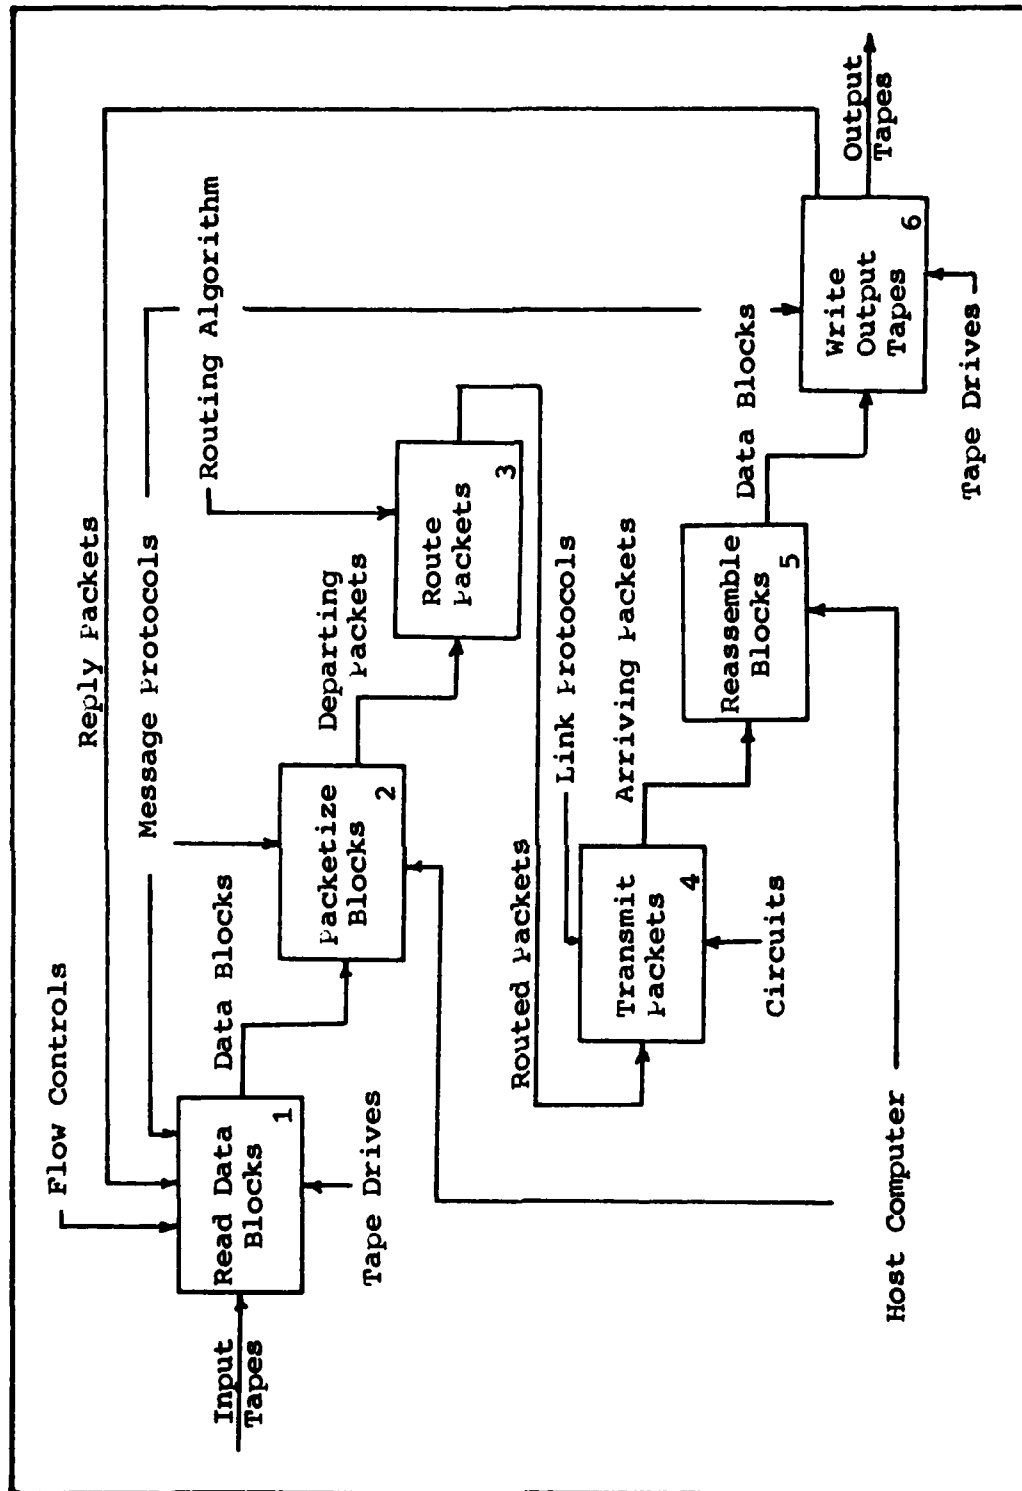 Flow Controls
Reply Packets
Message Protocols
Routing Algorithm
Input
Tapes
Read Data
Blocks
1
Tape Drives
Data Blocks
Packetize
Blocks
2
Departing
Packets
Route
Packets
3
Routed Packets
Link Protocols
Transmit
Packets
4
Circuits
Arriving Packets
Reassemble
Blocks
5
Host Computer
Data Blocks
Write
Output
Tapes
6
Tape Drives
Output
Tapes